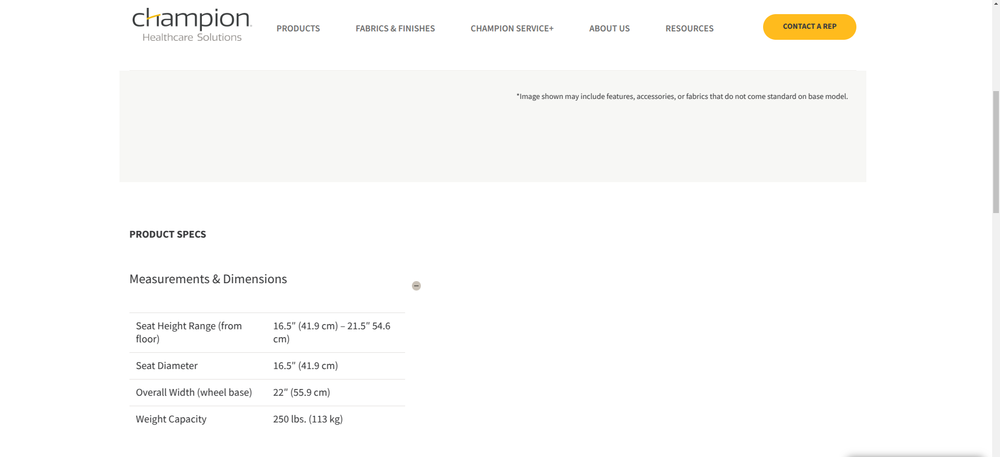 champion
Healthcare Solutions
PRODUCTS
FABRICS & FINISHES
CHAMPION SERVICE+
ABOUT US
RESOURCES
CONTACT A REP
*Image shown may include features, accessories, or fabrics that do not come standard on base model.
PRODUCT SPECS
Measurements & Dimensions
Seat Height Range (from
floor)
16.5″ (41.9 cm) – 21.5″ 54.6
cm)
Seat Diameter
16.5″ (41.9 cm)
Overall Width (wheel base)
22″ (55.9 cm)
Weight Capacity
250 lbs. (113 kg)